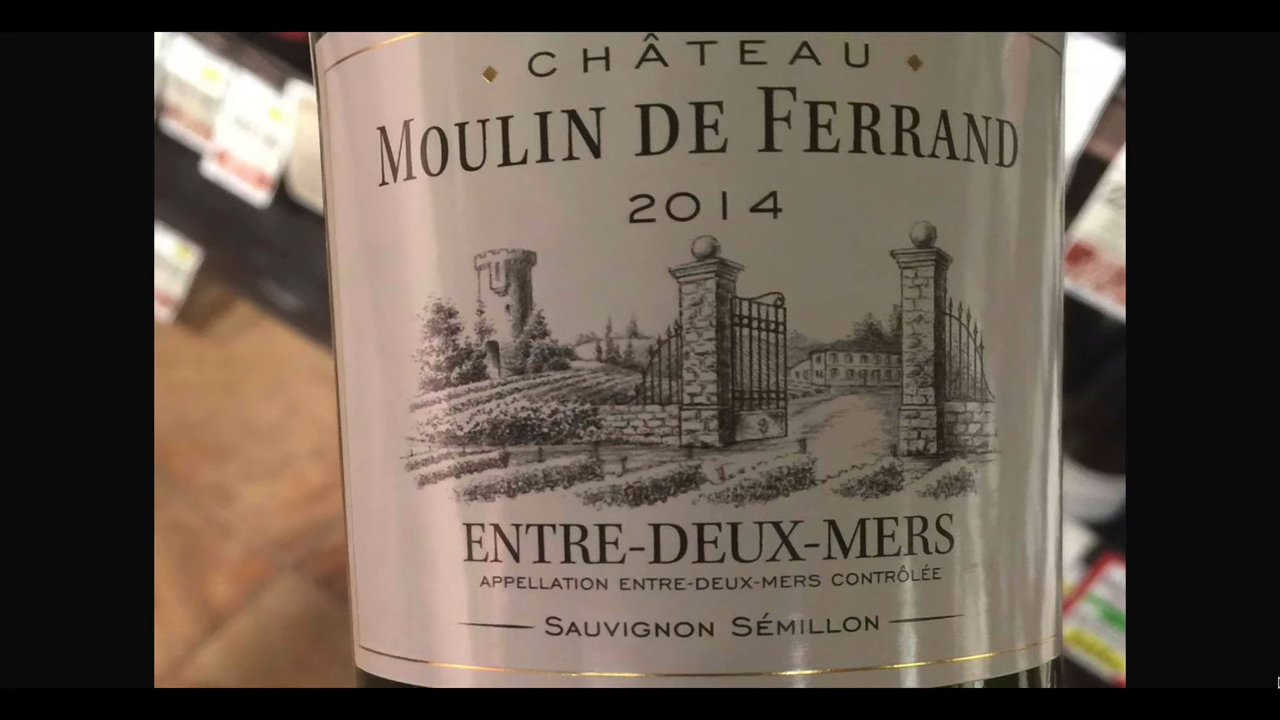 CHÂTEAU
MOULIN DE FERRAND
2014
ENTRE-DEUX-MERS
APPELLATION ENTRE-DEUX-MERS CONTRÔLÉE
SAUVIGNON SÉMILLON